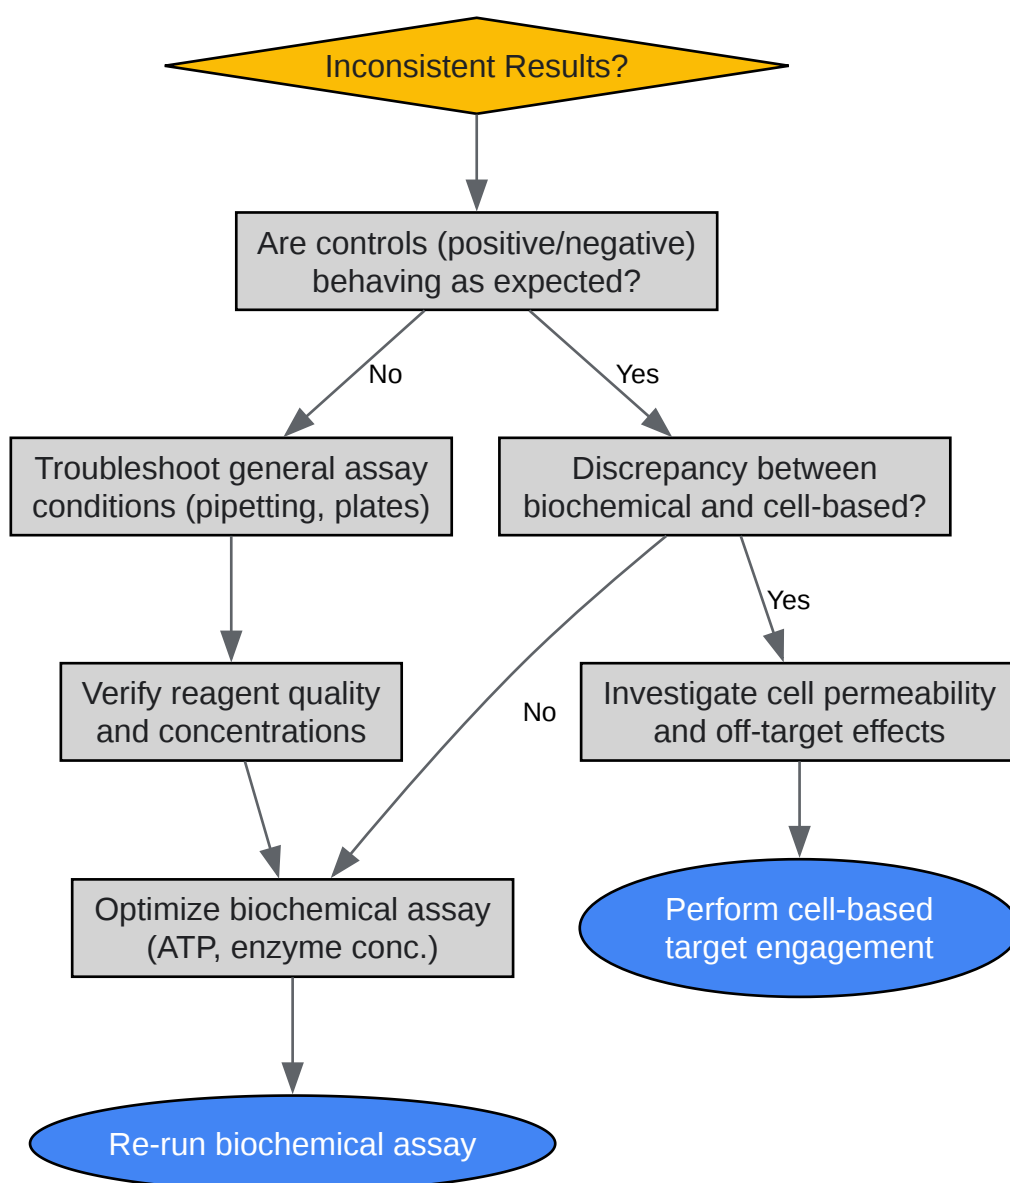 Inconsistent Results?
Are controls (positive/negative)
behaving as expected?
No
Yes
Troubleshoot general assay
conditions (pipetting, plates)
Discrepancy between
biochemical and cell-based?
Yes
Verify reagent quality
and concentrations
No
Investigate cell permeability
and off-target effects
Optimize biochemical assay
(ATP, enzyme conc.)
Perform cell-based
target engagement
Re-run biochemical assay